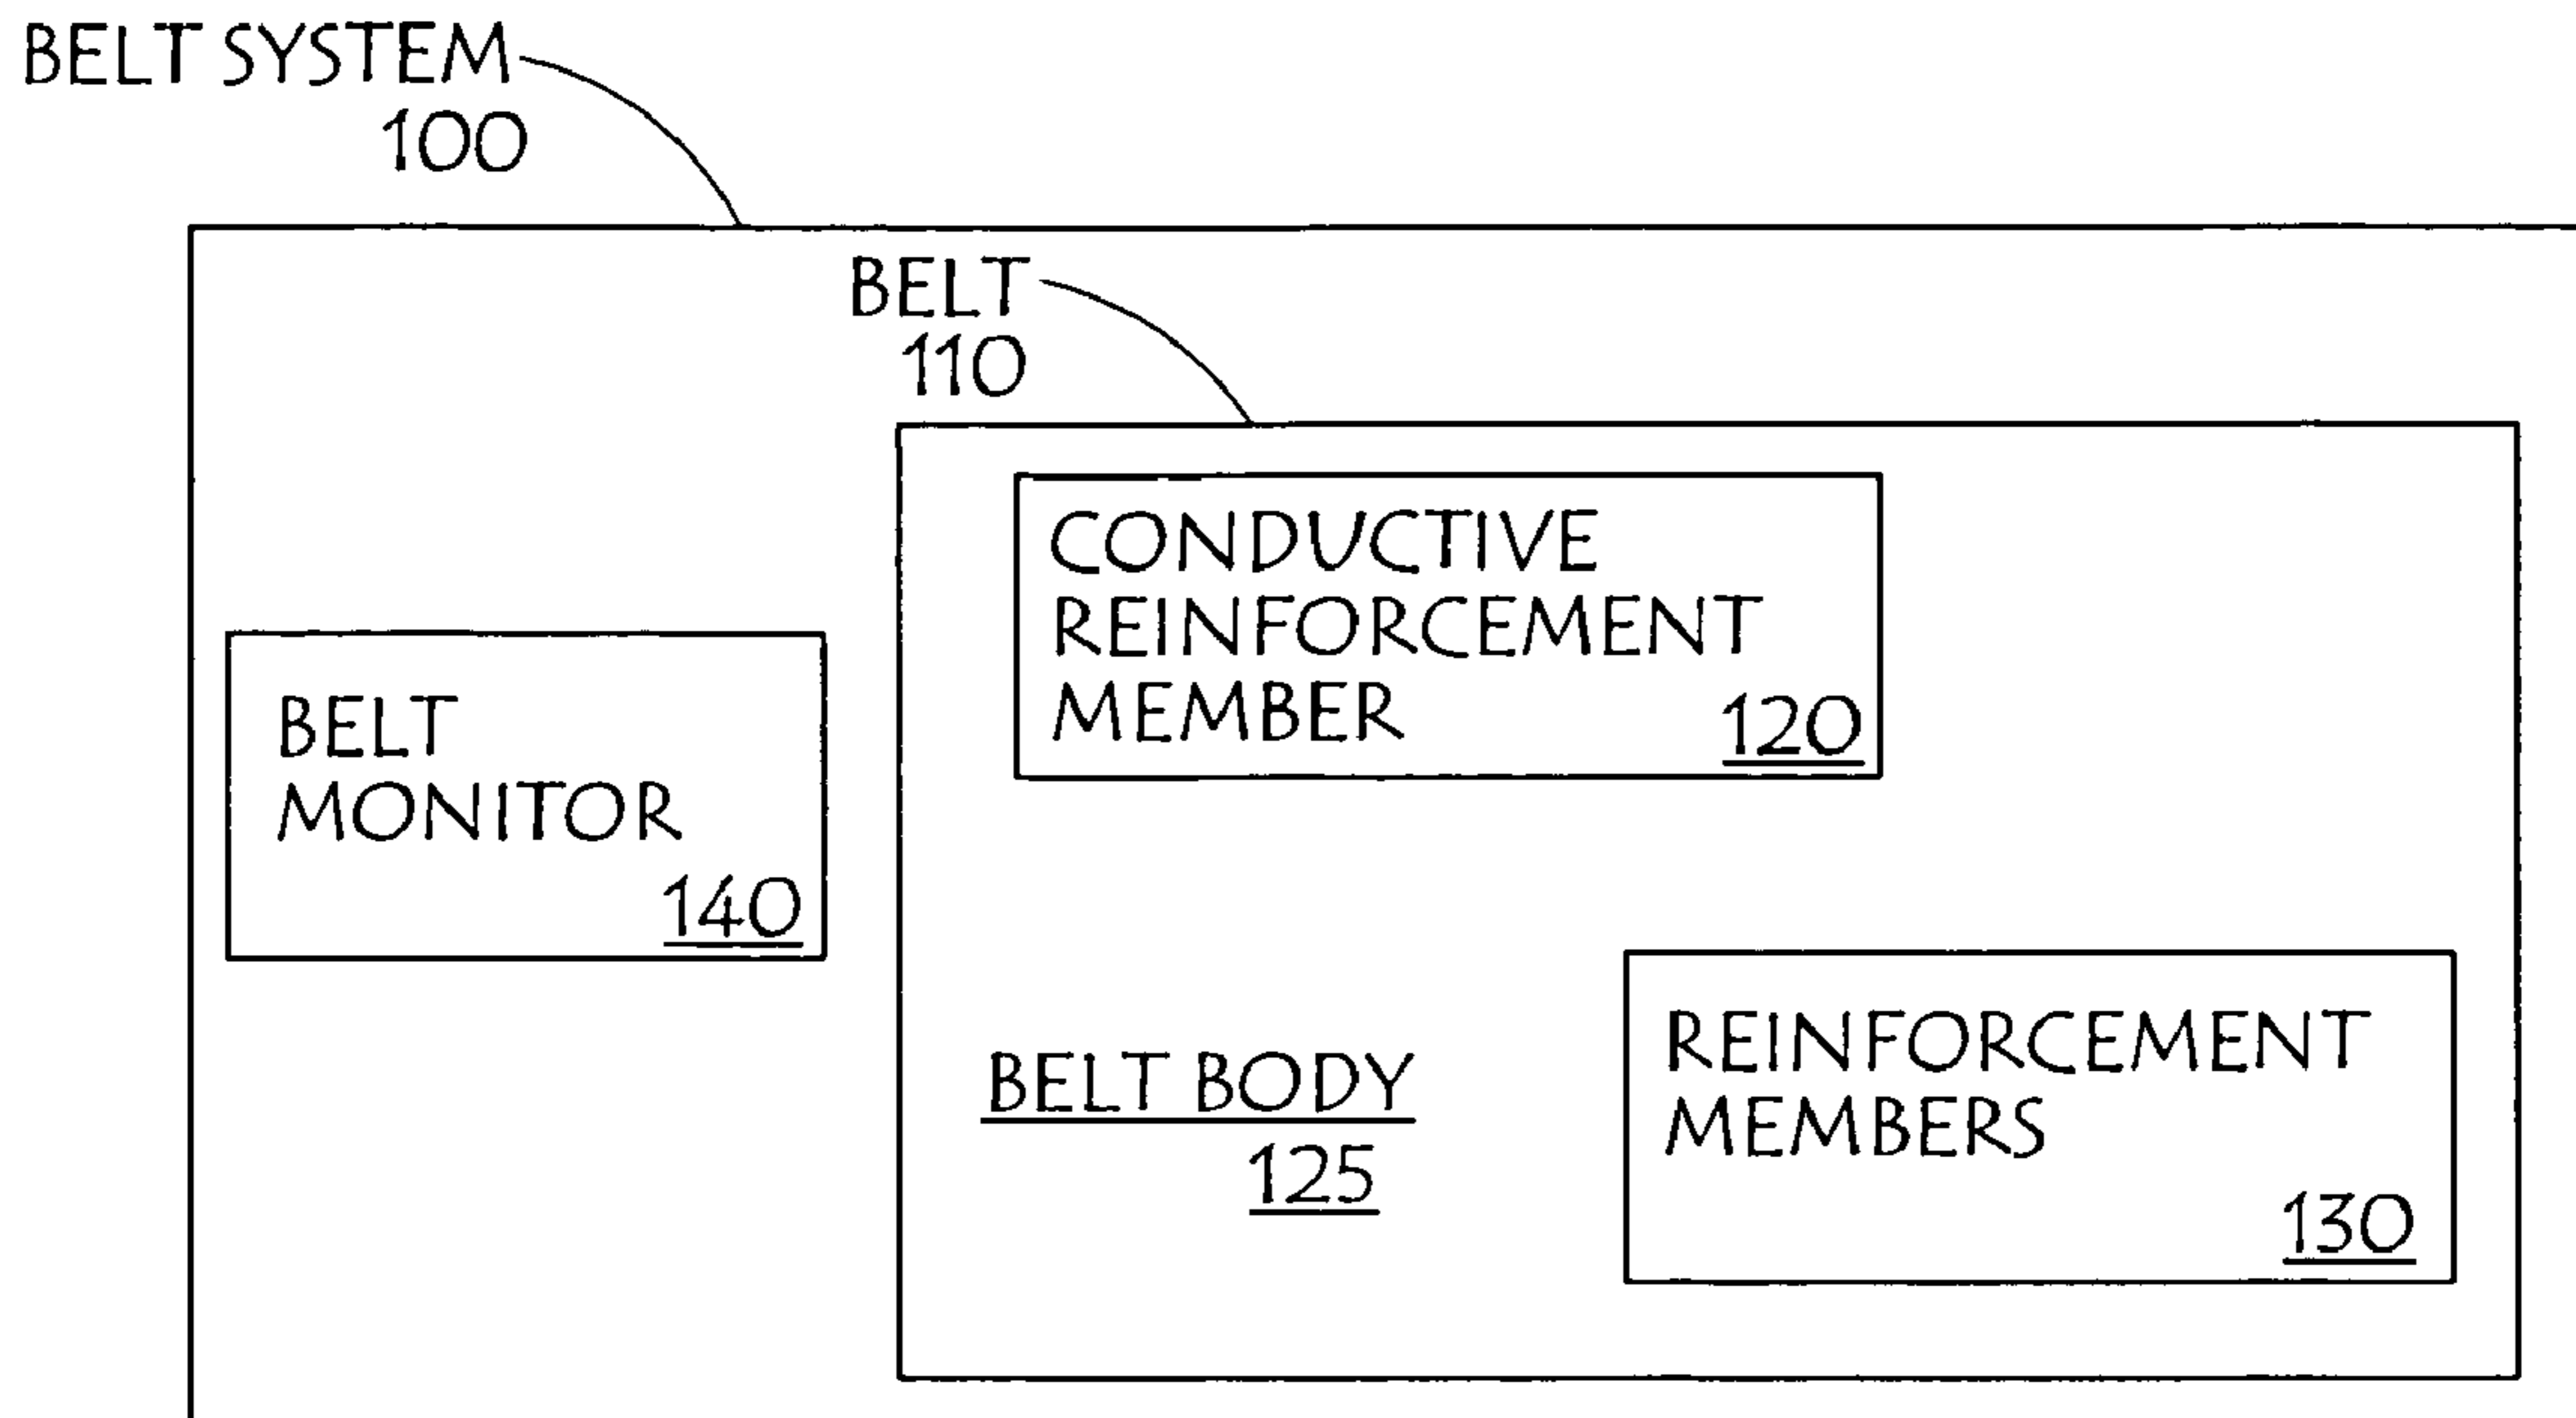 BELT SYSTEM
100
BELT
110
CONDUCTIVE
REINFORCEMENT
MEMBER
120
BELT
MONITOR
140
BELT BODY
125
REINFORCEMENT
MEMBERS
130